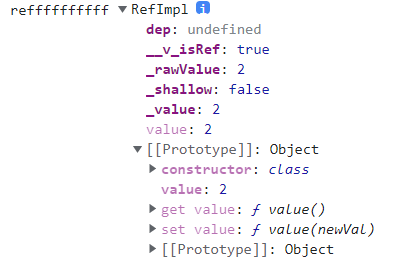 reffffffffff ▼RefImpl i
dep: undefined
__v_isRef: true
_rawValue: 2
_shallow: false
_value: 2
value: 2
▼[[Prototype]]: Object
▶constructor: class
value: 2
▶get value: ƒ value()
▶set value: ƒ value(newVal)
▶[[Prototype]]: Object